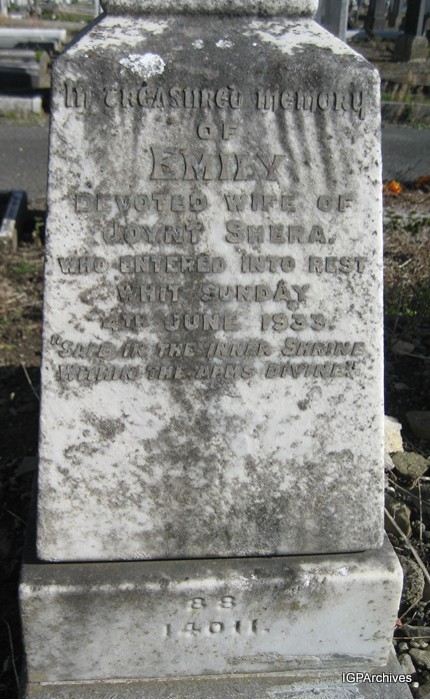 In treasured memory
OF
EMILY
DEVOTED WIFE OF
JOYNT SHERA,
WHO ENTERED INTO REST
WHIT SUNDAY
4TH JUNE 1933.
"SAFE IN THE INNER SHRINE
WITHIN THE ARMS DIVINE".
88
14011.
IGPArchives